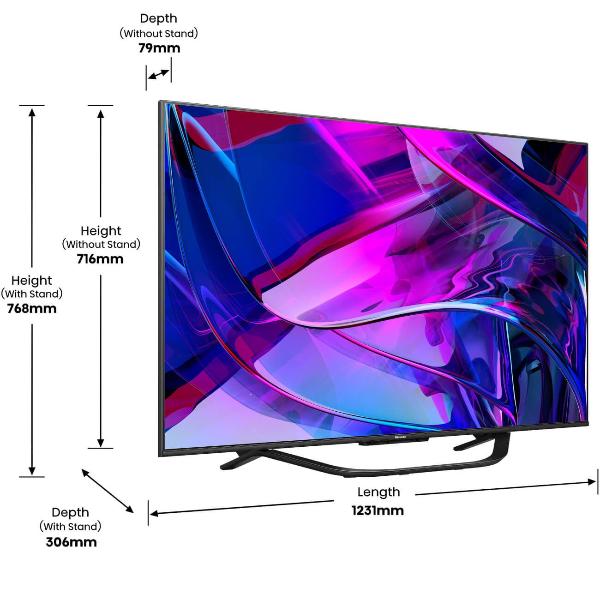 Depth
(Without Stand)
79mm
Height
(Without Stand)
716mm
Height
(With Stand)
768mm
Length
1231mm
Depth
(With Stand)
306mm